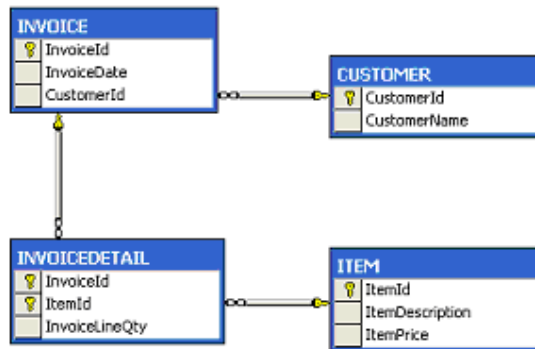 INVOICE
InvoiceId
InvoiceDate
CustomerId
CUSTOMER
CustomerId
CustomerName
INVOICEDETAIL
InvoiceId
ItemId
InvoiceLineQty
ITEM
ItemId
ItemDescription
ItemPrice